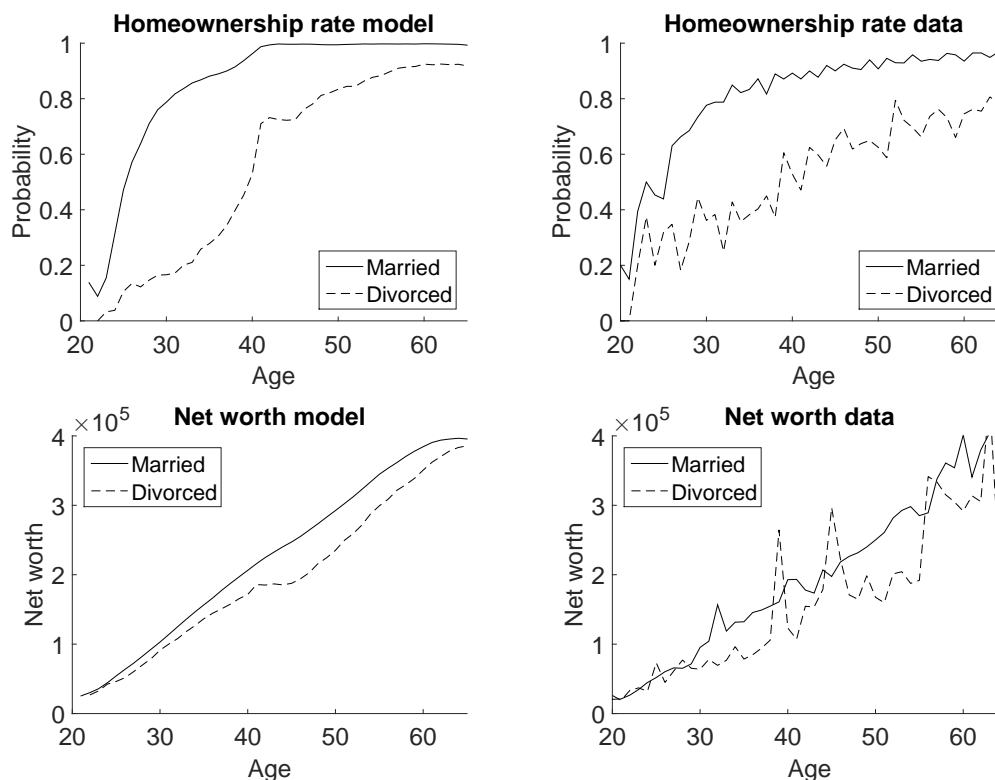 Homeownership rate model
1
0.8
0.6
0.4
0.2
0
Probability
20 30 40 50 60
Age
Married
Divorced
Homeownership rate data
1
0.8
0.6
0.4
0.2
0
Probability
20 30 40 50 60
Age
Married
Divorced
Net worth model
×10⁵
4
3
2
1
0
Net worth
20 30 40 50 60
Age
Married
Divorced
Net worth data
×10⁵
4
3
2
1
0
Net worth
20 30 40 50 60
Age
Married
Divorced